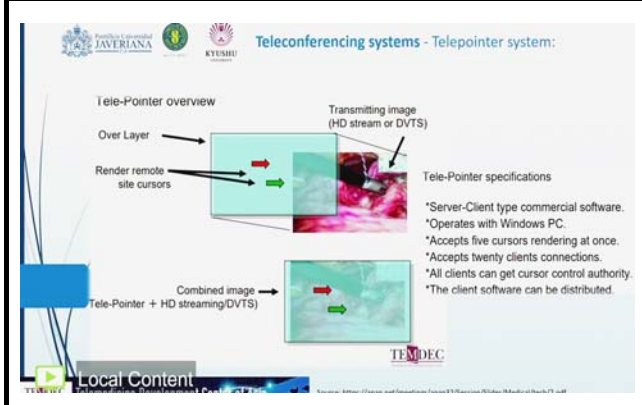 Pontificia Universidad
JAVERIANA
KYUSHU
UNIVERSITY
Teleconferencing systems - Telepointer system:
Tele-Pointer overview
Transmitting image
(HD stream or DVTS)
Over Layer
Render remote
site cursors
Tele-Pointer specifications
*Server-Client type commercial software.
*Operates with Windows PC.
*Accepts five cursors rendering at once.
*Accepts twenty clients connections.
*All clients can get cursor control authority.
*The client software can be distributed.
Combined image
Tele-Pointer + HD streaming/DVTS)
TEMDEC
Local Content